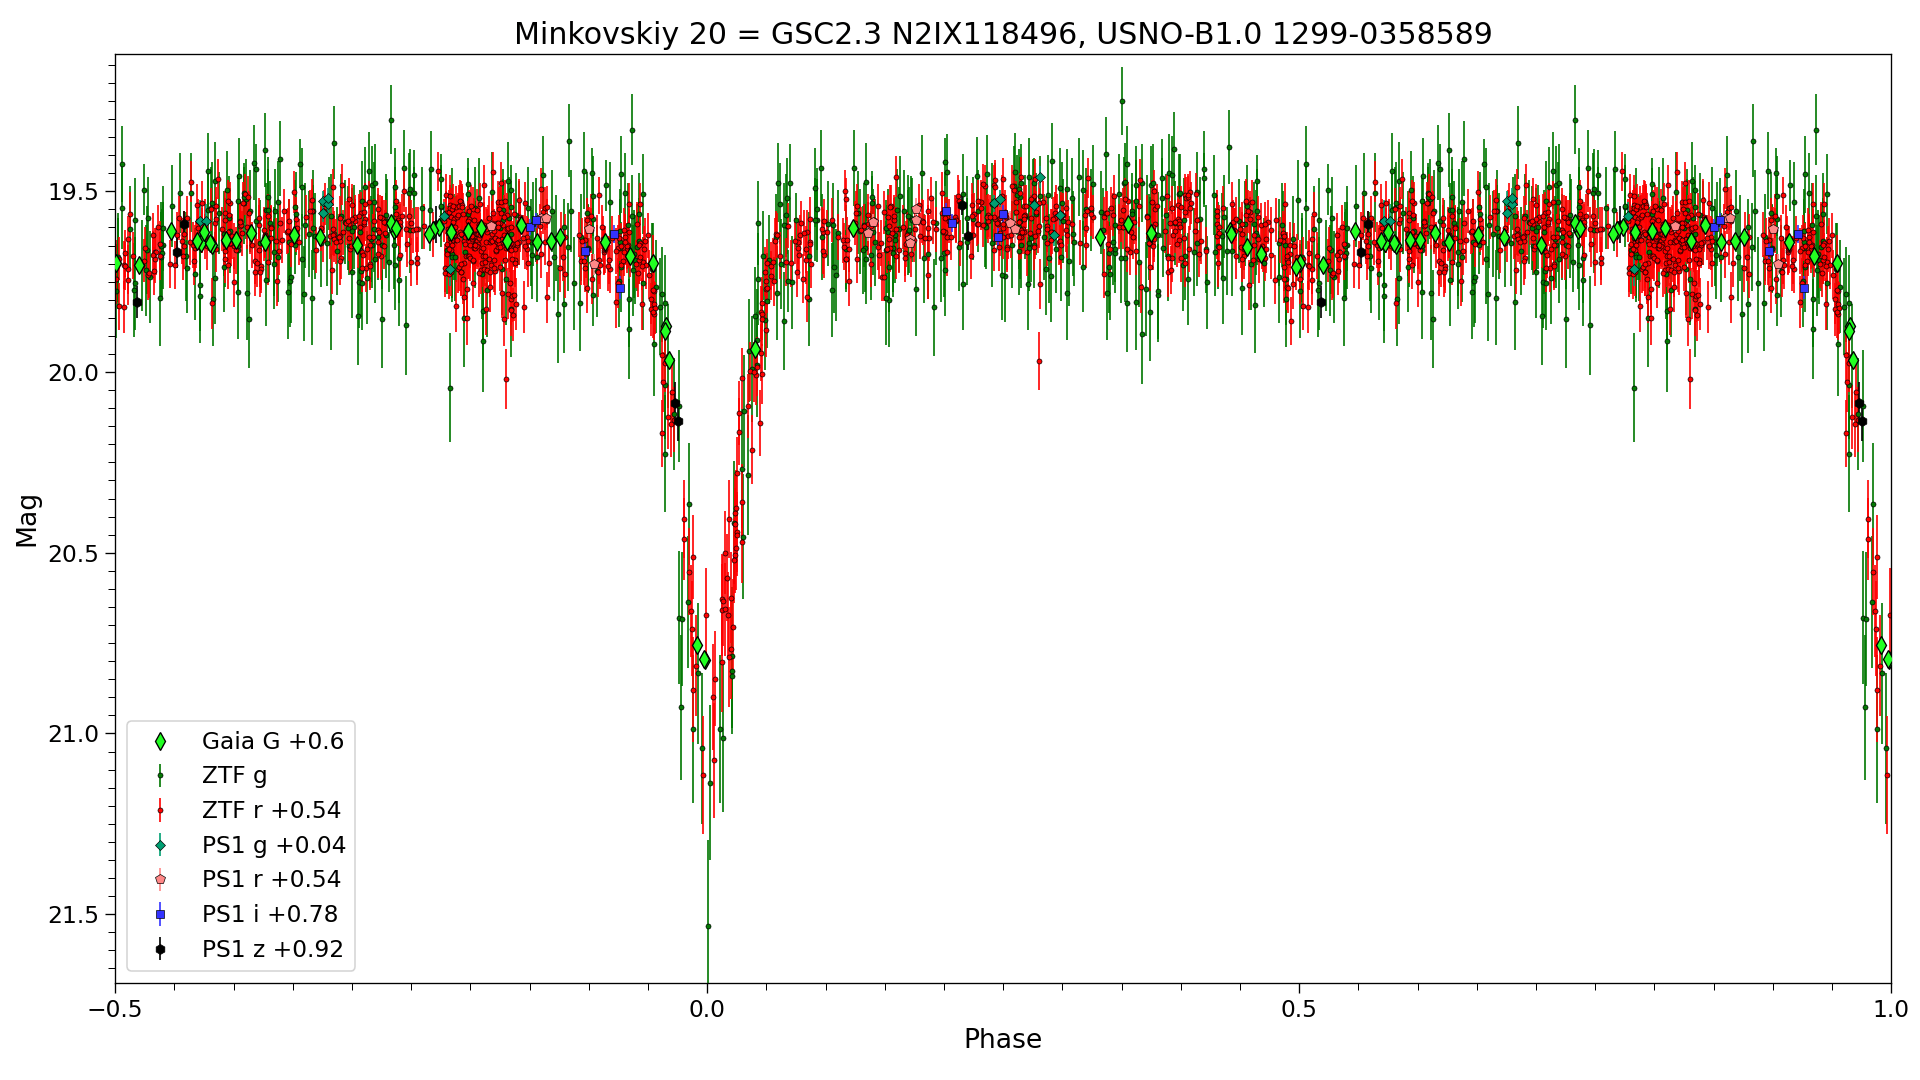 Minkovskiy 20 = GSC2.3 N2IX118496, USNO-B1.0 1299-0358589
Mag
19.5
20.0
20.5
21.0
21.5
Gaia G +0.6
ZTF g
ZTF r +0.54
PS1 g +0.04
PS1 r +0.54
PS1 i +0.78
PS1 z +0.92
−0.5 0.0 0.5 1.0
Phase